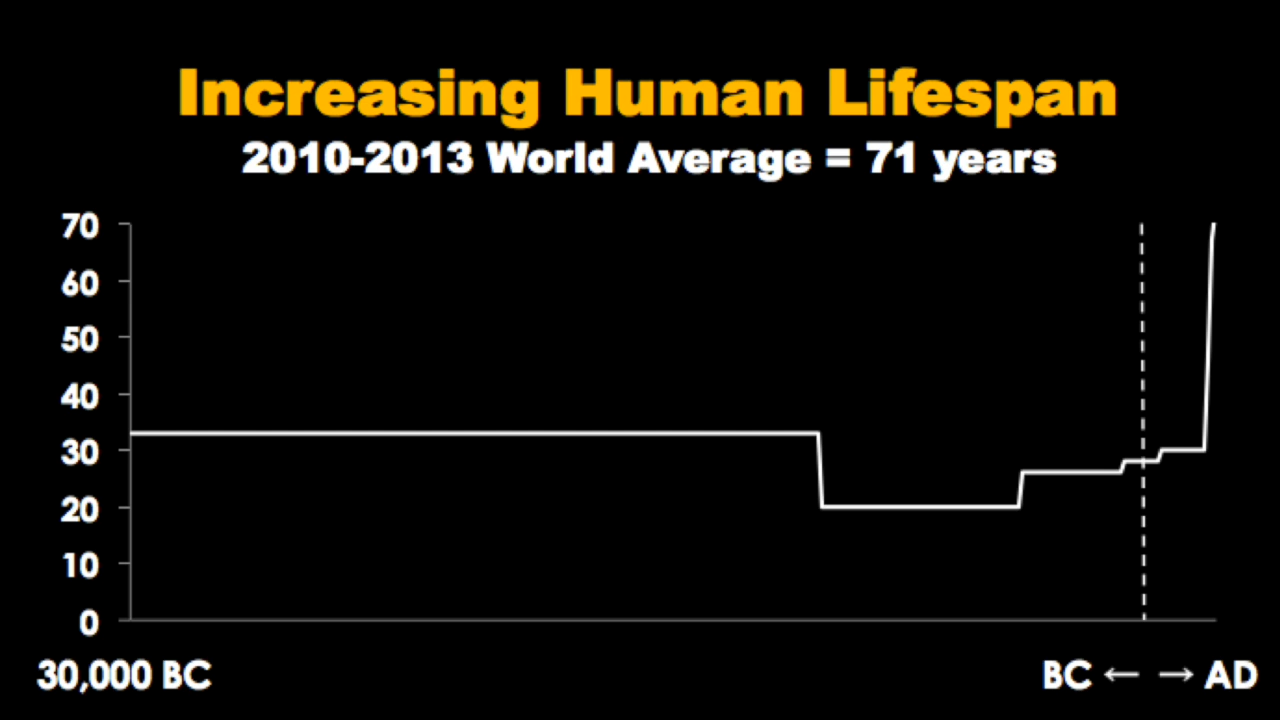 Increasing Human Lifespan
2010-2013 World Average = 71 years
70
60
50
40
30
20
10
0
30,000 BC
BC ← → AD